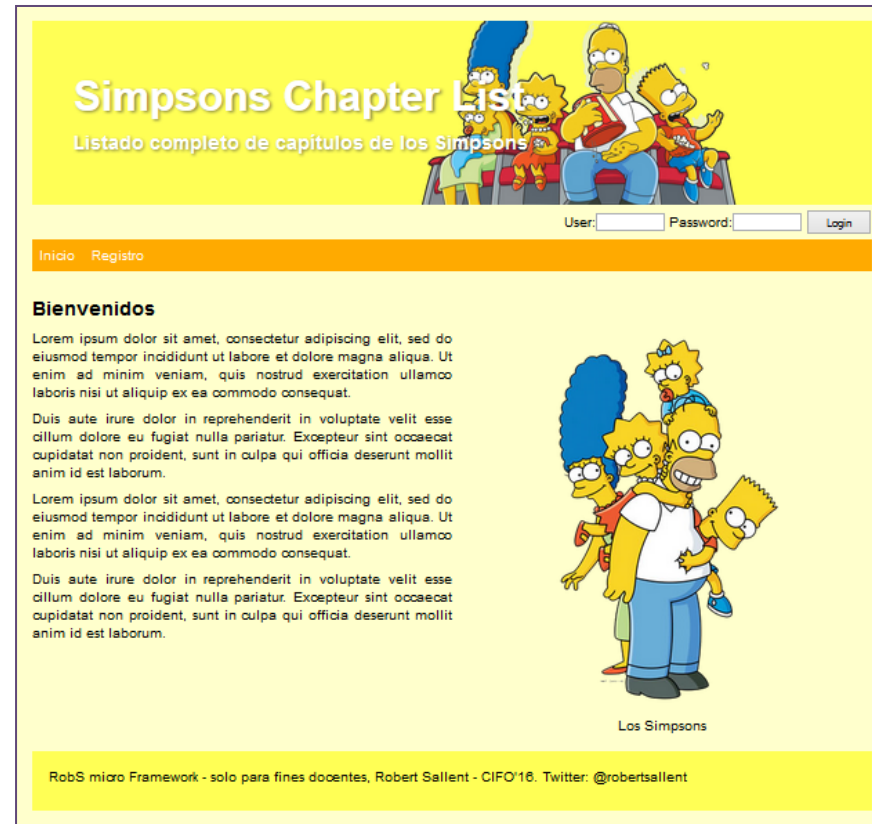 Simpsons Chapter List
Listado completo de capítulos de los Simpsons
User: Password: Login
Inicio Registro
Bienvenidos
Lorem ipsum dolor sit amet, consectetur adipiscing elit, sed do
eiusmod tempor incididunt ut labore et dolore magna aliqua. Ut
enim ad minim veniam, quis nostrud exercitation ullamco
laboris nisi ut aliquip ex ea commodo consequat.
Duis aute irure dolor in reprehenderit in voluptate velit esse
cillum dolore eu fugiat nulla pariatur. Excepteur sint occaecat
cupidatat non proident, sunt in culpa qui officia deserunt mollit
anim id est laborum.
Lorem ipsum dolor sit amet, consectetur adipiscing elit, sed do
eiusmod tempor incididunt ut labore et dolore magna aliqua. Ut
enim ad minim veniam, quis nostrud exercitation ullamco
laboris nisi ut aliquip ex ea commodo consequat.
Duis aute irure dolor in reprehenderit in voluptate velit esse
cillum dolore eu fugiat nulla pariatur. Excepteur sint occaecat
cupidatat non proident, sunt in culpa qui officia deserunt mollit
anim id est laborum.
Los Simpsons
RobS micro Framework - solo para fines docentes, Robert Sallent - CIFO'16. Twitter: @robertsallent